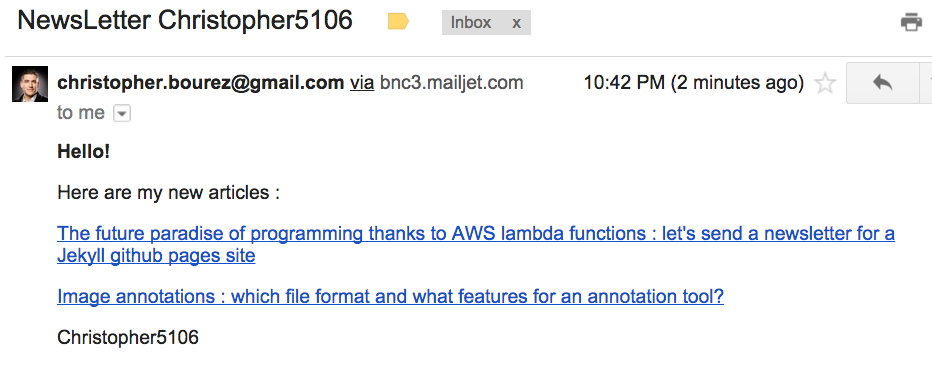 NewsLetter Christopher5106
Inbox x
christopher.bourez@gmail.com via bnc3.mailjet.com
10:42 PM (2 minutes ago)
to me
Hello!
Here are my new articles :
The future paradise of programming thanks to AWS lambda functions : let's send a newsletter for a
Jekyll github pages site
Image annotations : which file format and what features for an annotation tool?
Christopher5106